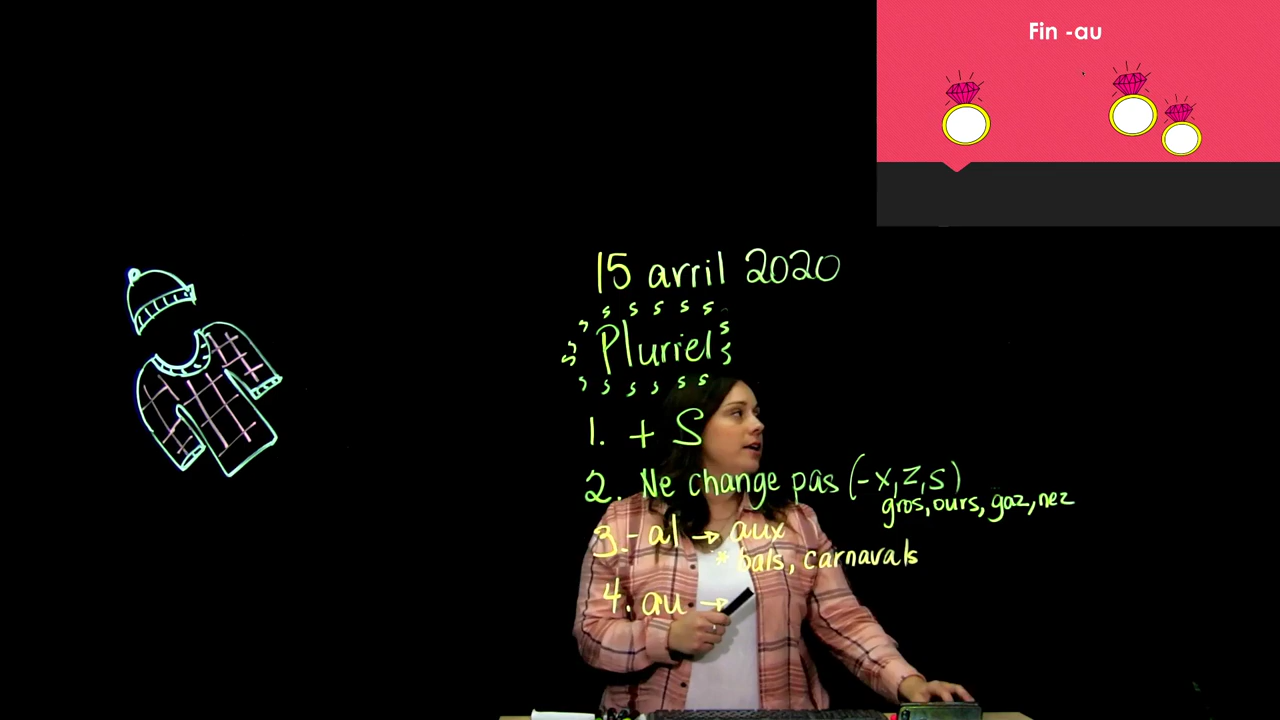 Fin -au
15 avril 2020
Pluriel
1. + S
2. Ne change pas (-x,z,s)
gros, ours, gaz, nez
3. -al → aux
* bals, carnavals
4. au →